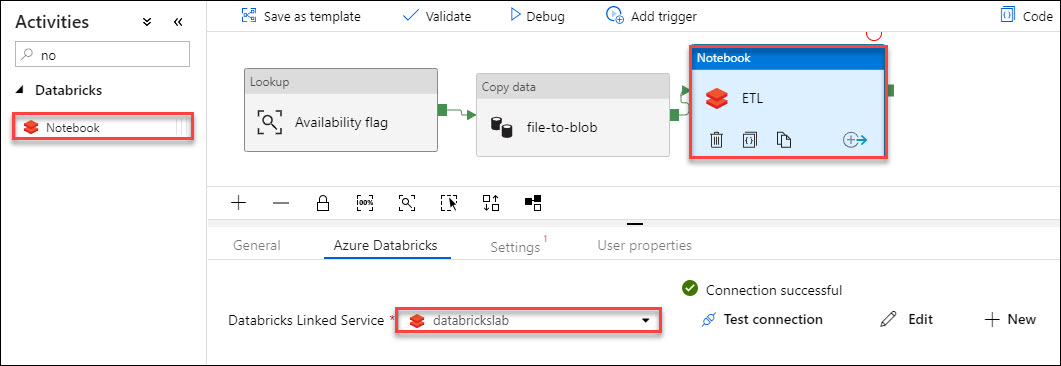 Activities
no
Databricks
Notebook
Save as template
Validate
Debug
Add trigger
Code
Lookup
Availability flag
Copy data
file-to-blob
Notebook
ETL
100%
General
Azure Databricks
Settings 1
User properties
Connection successful
Databricks Linked Service *
databrickslab
Test connection
Edit
New